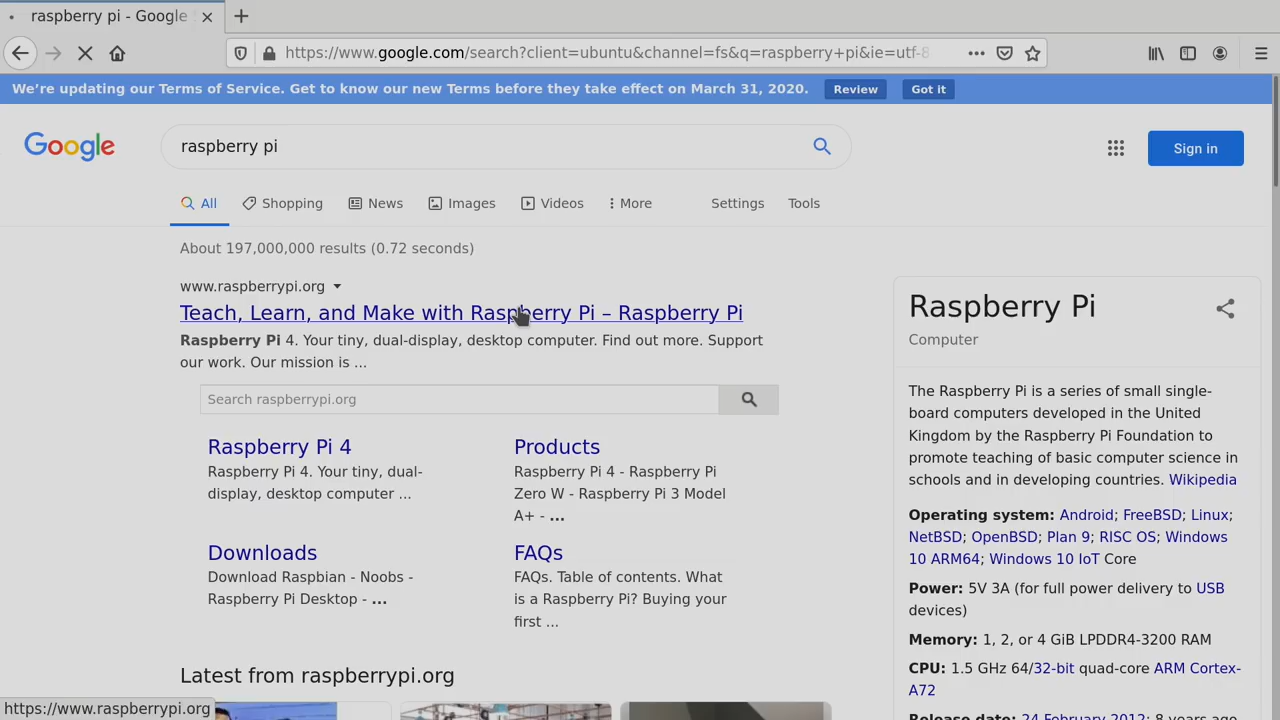 raspberry pi - Google
https://www.google.com/search?client=ubuntu&channel=fs&q=raspberry+pi&ie=utf-8
We're updating our Terms of Service. Get to know our new Terms before they take effect on March 31, 2020. Review Got it
Google
raspberry pi
Sign in
All Shopping News Images Videos More Settings Tools
About 197,000,000 results (0.72 seconds)
www.raspberrypi.org
Teach, Learn, and Make with Raspberry Pi – Raspberry Pi
Raspberry Pi 4. Your tiny, dual-display, desktop computer. Find out more. Support
our work. Our mission is ...
Search raspberrypi.org
Raspberry Pi 4
Raspberry Pi 4. Your tiny, dual-
display, desktop computer ...
Products
Raspberry Pi 4 - Raspberry Pi
Zero W - Raspberry Pi 3 Model
A+ - ...
Downloads
Download Raspbian - Noobs -
Raspberry Pi Desktop - ...
FAQs
FAQs. Table of contents. What
is a Raspberry Pi? Buying your
first ...
Latest from raspberrypi.org
Raspberry Pi
Computer
The Raspberry Pi is a series of small single-
board computers developed in the United
Kingdom by the Raspberry Pi Foundation to
promote teaching of basic computer science in
schools and in developing countries. Wikipedia
Operating system: Android; FreeBSD; Linux;
NetBSD; OpenBSD; Plan 9; RISC OS; Windows
10 ARM64; Windows 10 IoT Core
Power: 5V 3A (for full power delivery to USB
devices)
Memory: 1, 2, or 4 GiB LPDDR4-3200 RAM
CPU: 1.5 GHz 64/32-bit quad-core ARM Cortex-
A72
Release date: 24 February 2012; 8 years ago
https://www.raspberrypi.org